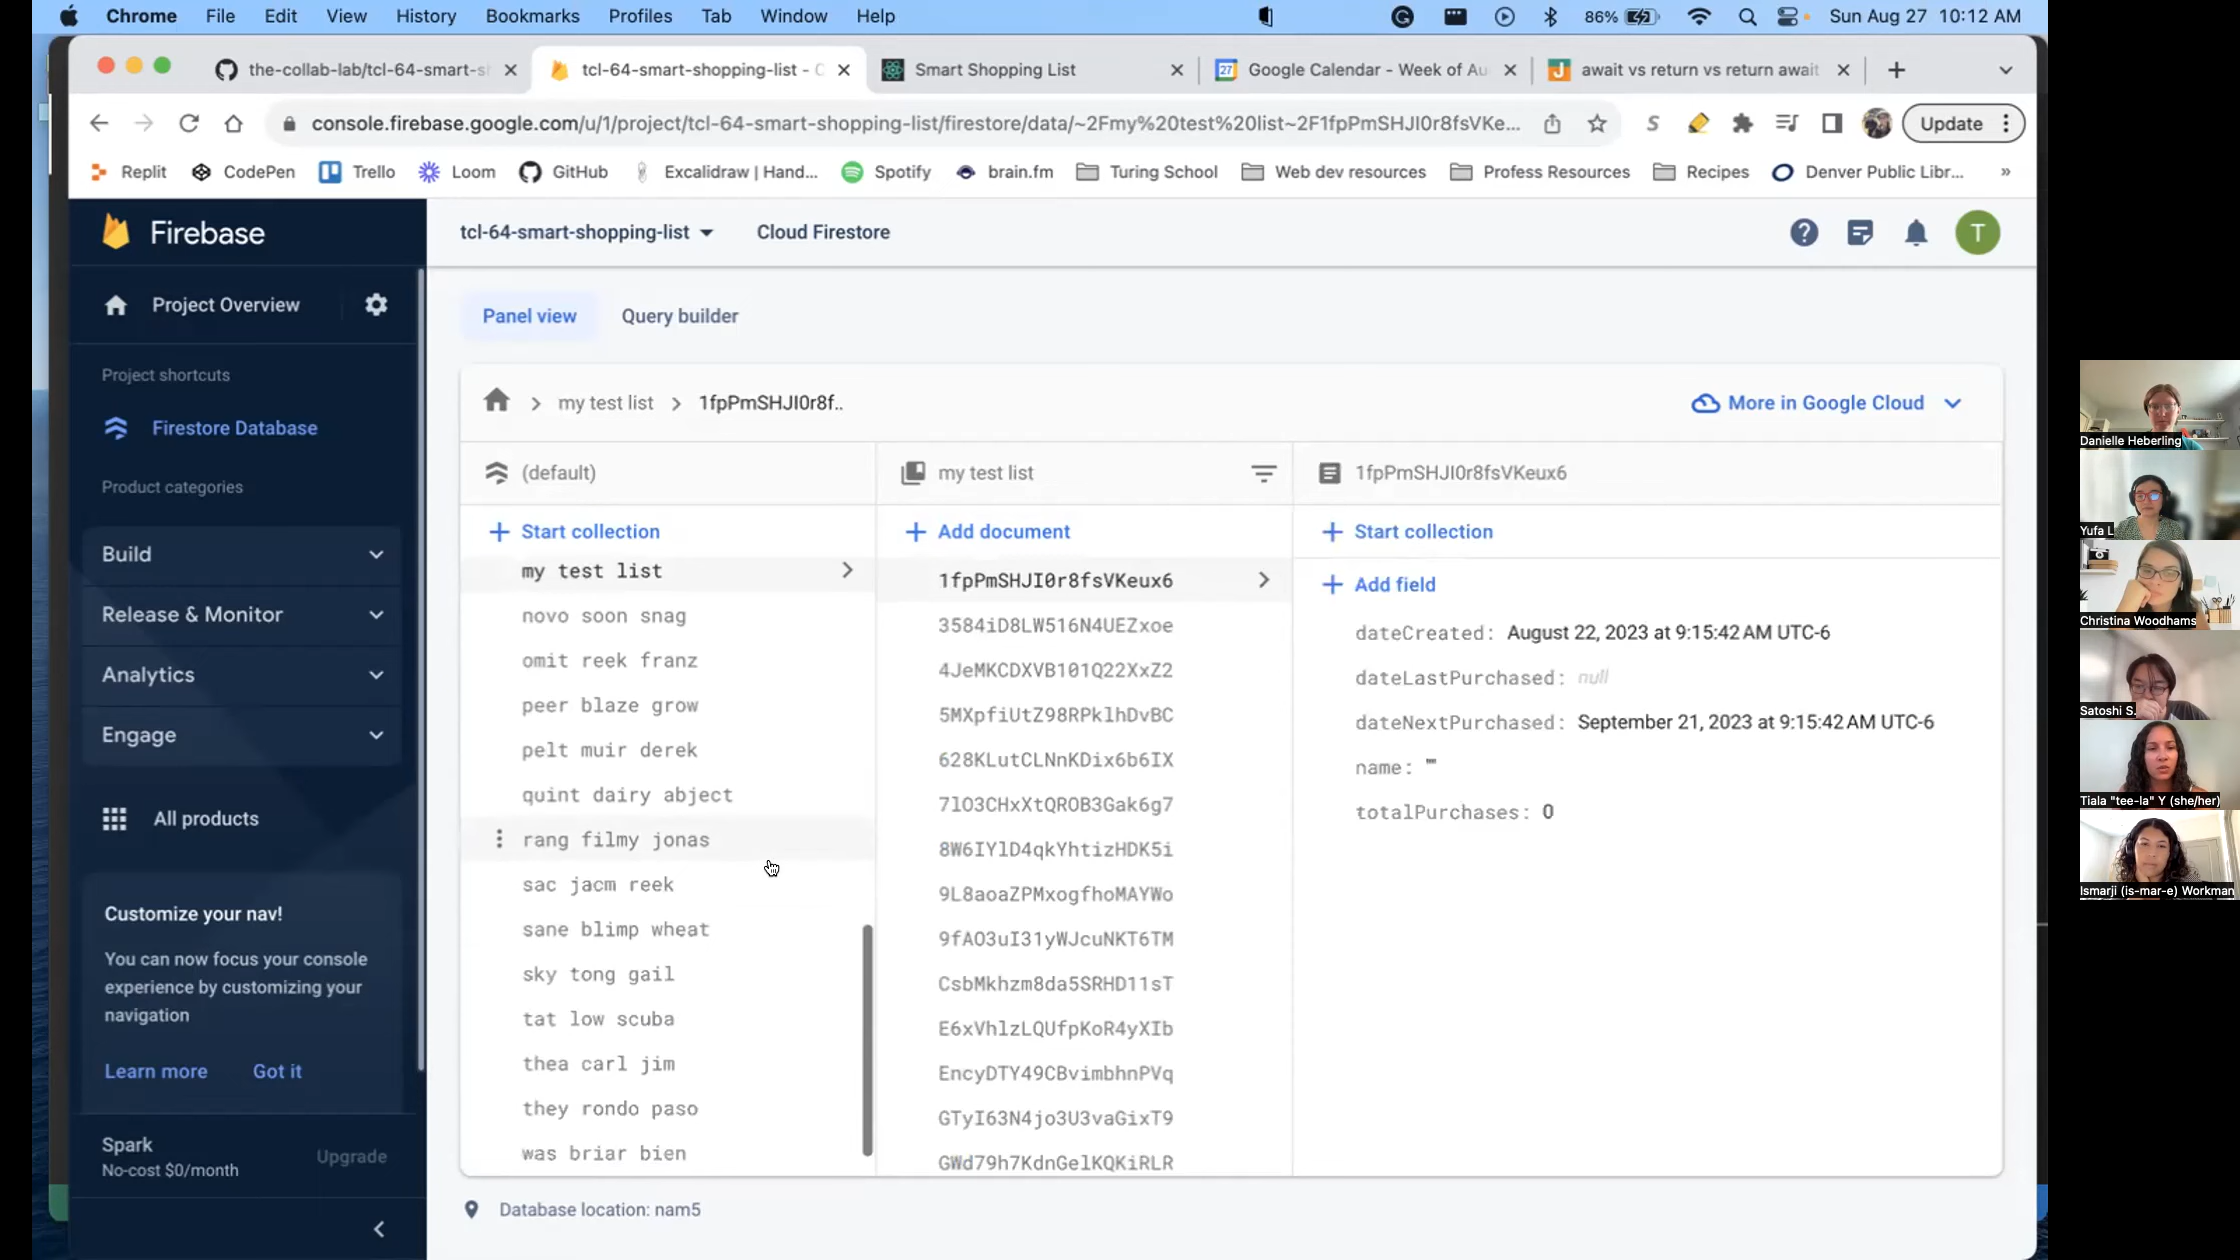 Chrome File Edit View History Bookmarks Profiles Tab Window Help 86% Sun Aug 27 10:12 AM
the-collab-lab/tcl-64-smart-s tcl-64-smart-shopping-list - C Smart Shopping List 27 Google Calendar - Week of Au J await vs return vs return await
console.firebase.google.com/u/1/project/tcl-64-smart-shopping-list/firestore/data/~2Fmy%20test%20list~2F1fpPmSHJI0r8fsVKe... S Update
Replit CodePen Trello Loom GitHub Excalidraw | Hand... Spotify brain.fm Turing School Web dev resources Profess Resources Recipes Denver Public Libr... »
Firebase
tcl-64-smart-shopping-list Cloud Firestore T
Project Overview
Project shortcuts
Firestore Database
Product categories
Build
Release & Monitor
Analytics
Engage
All products
Customize your nav!
You can now focus your console
experience by customizing your
navigation
Learn more Got it
Spark
No-cost $0/month
Upgrade
Panel view Query builder
my test list 1fpPmSHJI0r8f..
More in Google Cloud
(default)
Start collection
my test list
novo soon snag
omit reek franz
peer blaze grow
pelt muir derek
quint dairy abject
rang filmy jonas
sac jacm reek
sane blimp wheat
sky tong gail
tat low scuba
thea carl jim
they rondo paso
was briar bien
my test list
Add document
1fpPmSHJI0r8fsVKeux6
3584iD8LW516N4UEZxoe
4JeMKCDXVB101Q22XxZ2
5MXpfiUtZ98RPklhDvBC
628KLutCLNnKDix6b6IX
7lO3CHxXtQROB3Gak6g7
8W6IYlD4qkYhtizHDK5i
9L8aoaZPMxogfhoMAYWo
9fAO3uI31yWJcuNKT6TM
CsbMkhzm8da5SRHD11sT
E6xVhlzLQUfpKoR4yXIb
EncyDTY49CBvimbhnPVq
GTyI63N4jo3U3vaGixT9
GWd79h7KdnGelKQKiRLR
1fpPmSHJI0r8fsVKeux6
Start collection
Add field
dateCreated: August 22, 2023 at 9:15:42 AM UTC-6
dateLastPurchased: null
dateNextPurchased: September 21, 2023 at 9:15:42 AM UTC-6
name: ""
totalPurchases: 0
Database location: nam5
Danielle Heberling
Yufa L
Christina Woodhams
Satoshi S.
Tiala "tee-la" Y (she/her)
Ismarji (is-mar-e) Workman